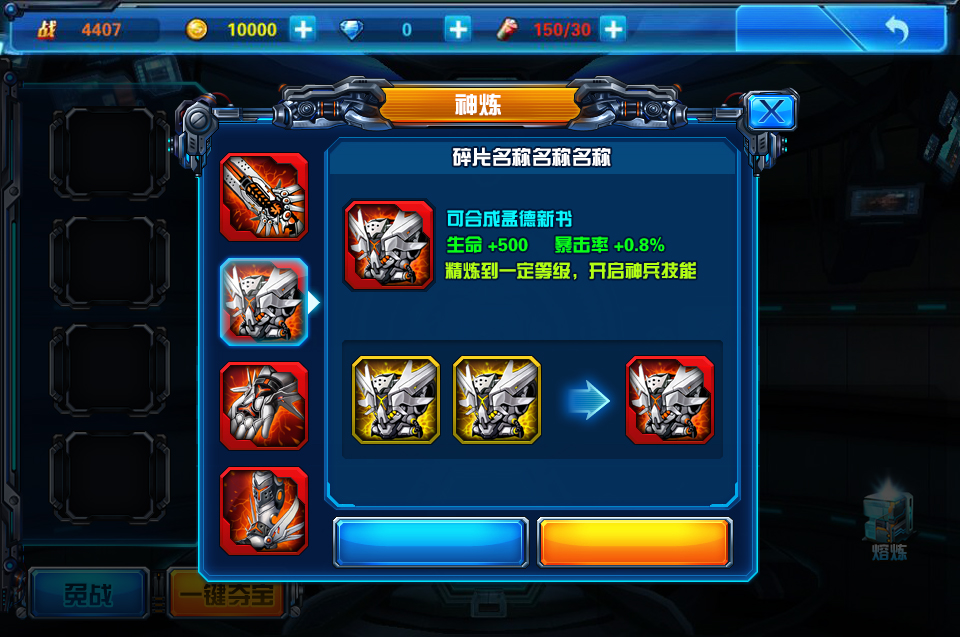 战 4407 10000 0 150/30
神炼
碎片名称名称名称
可合成孟德新书
生命 +500 暴击率 +0.8%
精炼到一定等级，开启神兵技能
熔炼
免战 一键夺宝